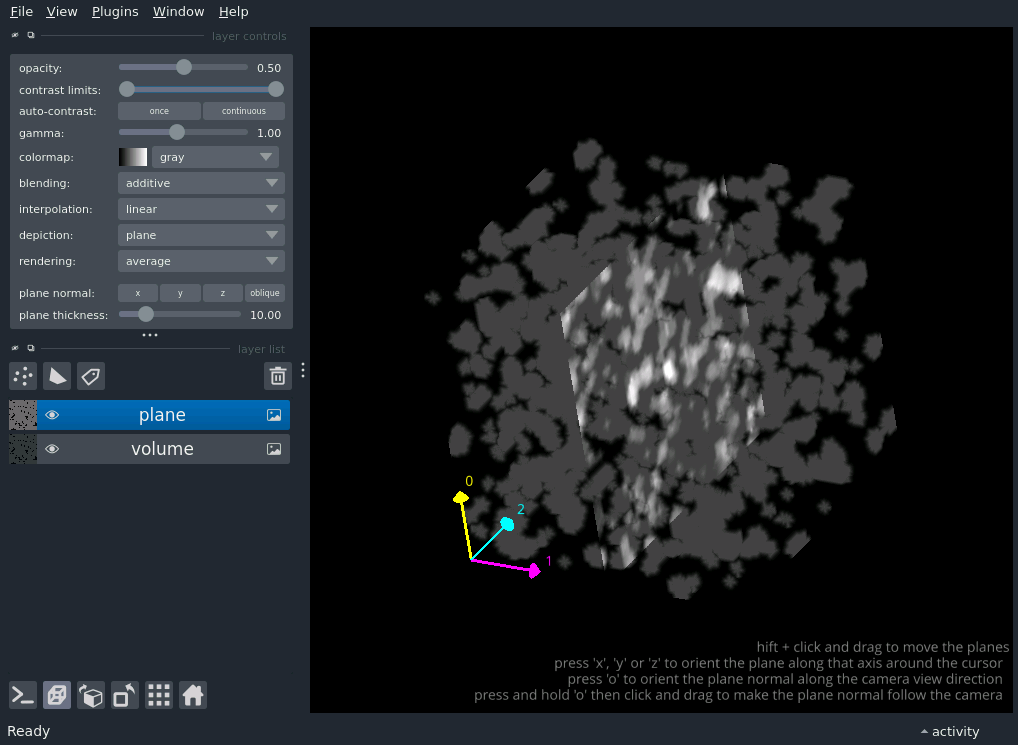 File View Plugins Window Help
layer controls
opacity: 0.50
contrast limits:
auto-contrast: once continuous
gamma: 1.00
colormap: gray
blending: additive
interpolation: linear
depiction: plane
rendering: average
plane normal: x y z oblique
plane thickness: 10.00
layer list
plane
volume
0
2
1
hift + click and drag to move the planes
press 'x', 'y' or 'z' to orient the plane along that axis around the cursor
press 'o' to orient the plane normal along the camera view direction
press and hold 'o' then click and drag to make the plane normal follow the camera
Ready
activity